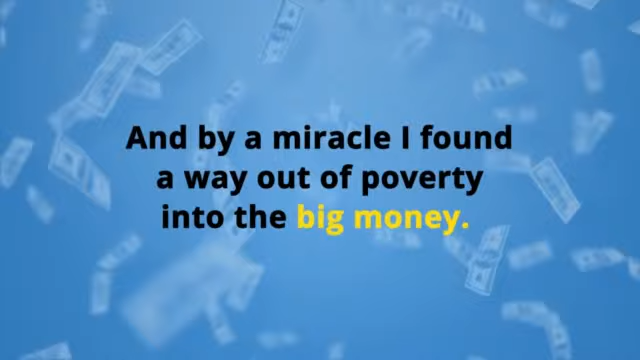 And by a miracle I found
a way out of poverty
into the big money.